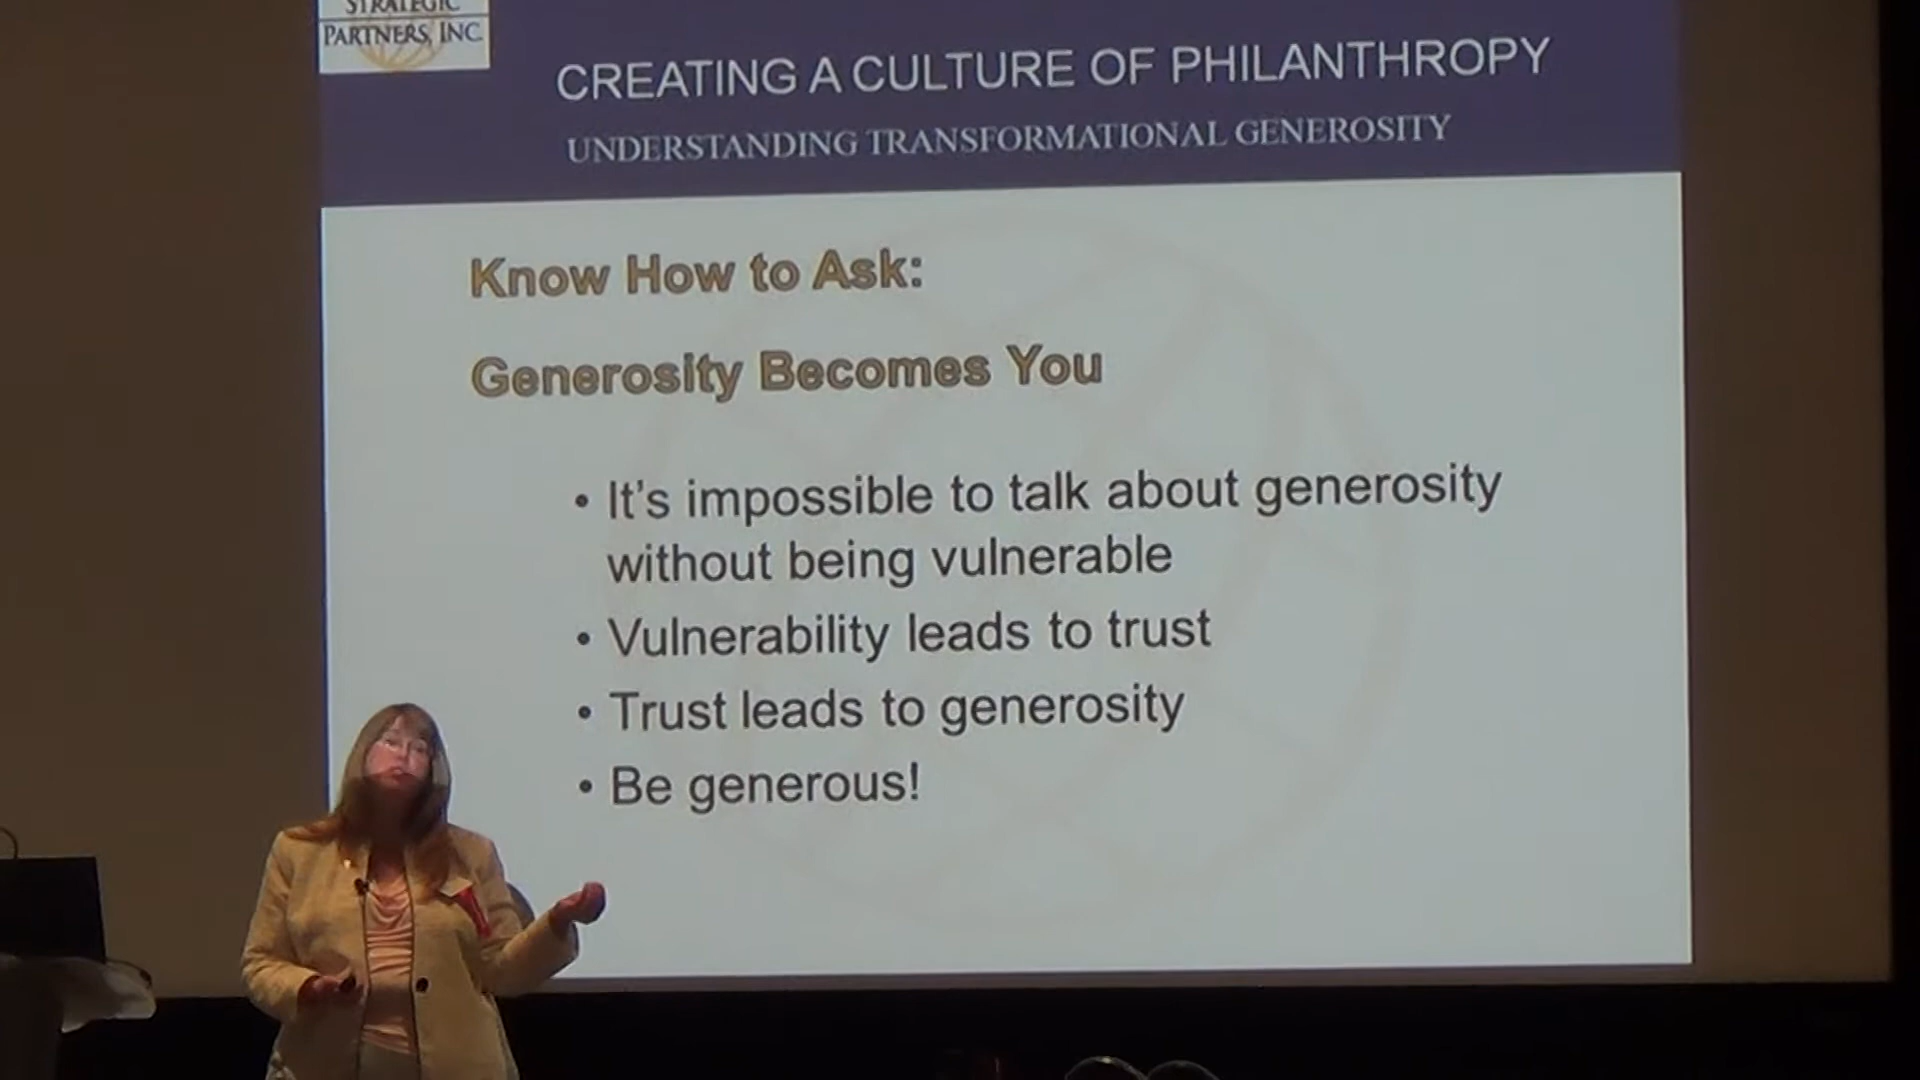 STRATEGIC
PARTNERS, INC.
CREATING A CULTURE OF PHILANTHROPY
UNDERSTANDING TRANSFORMATIONAL GENEROSITY
Know How to Ask:
Generosity Becomes You
• It's impossible to talk about generosity
without being vulnerable
• Vulnerability leads to trust
• Trust leads to generosity
• Be generous!